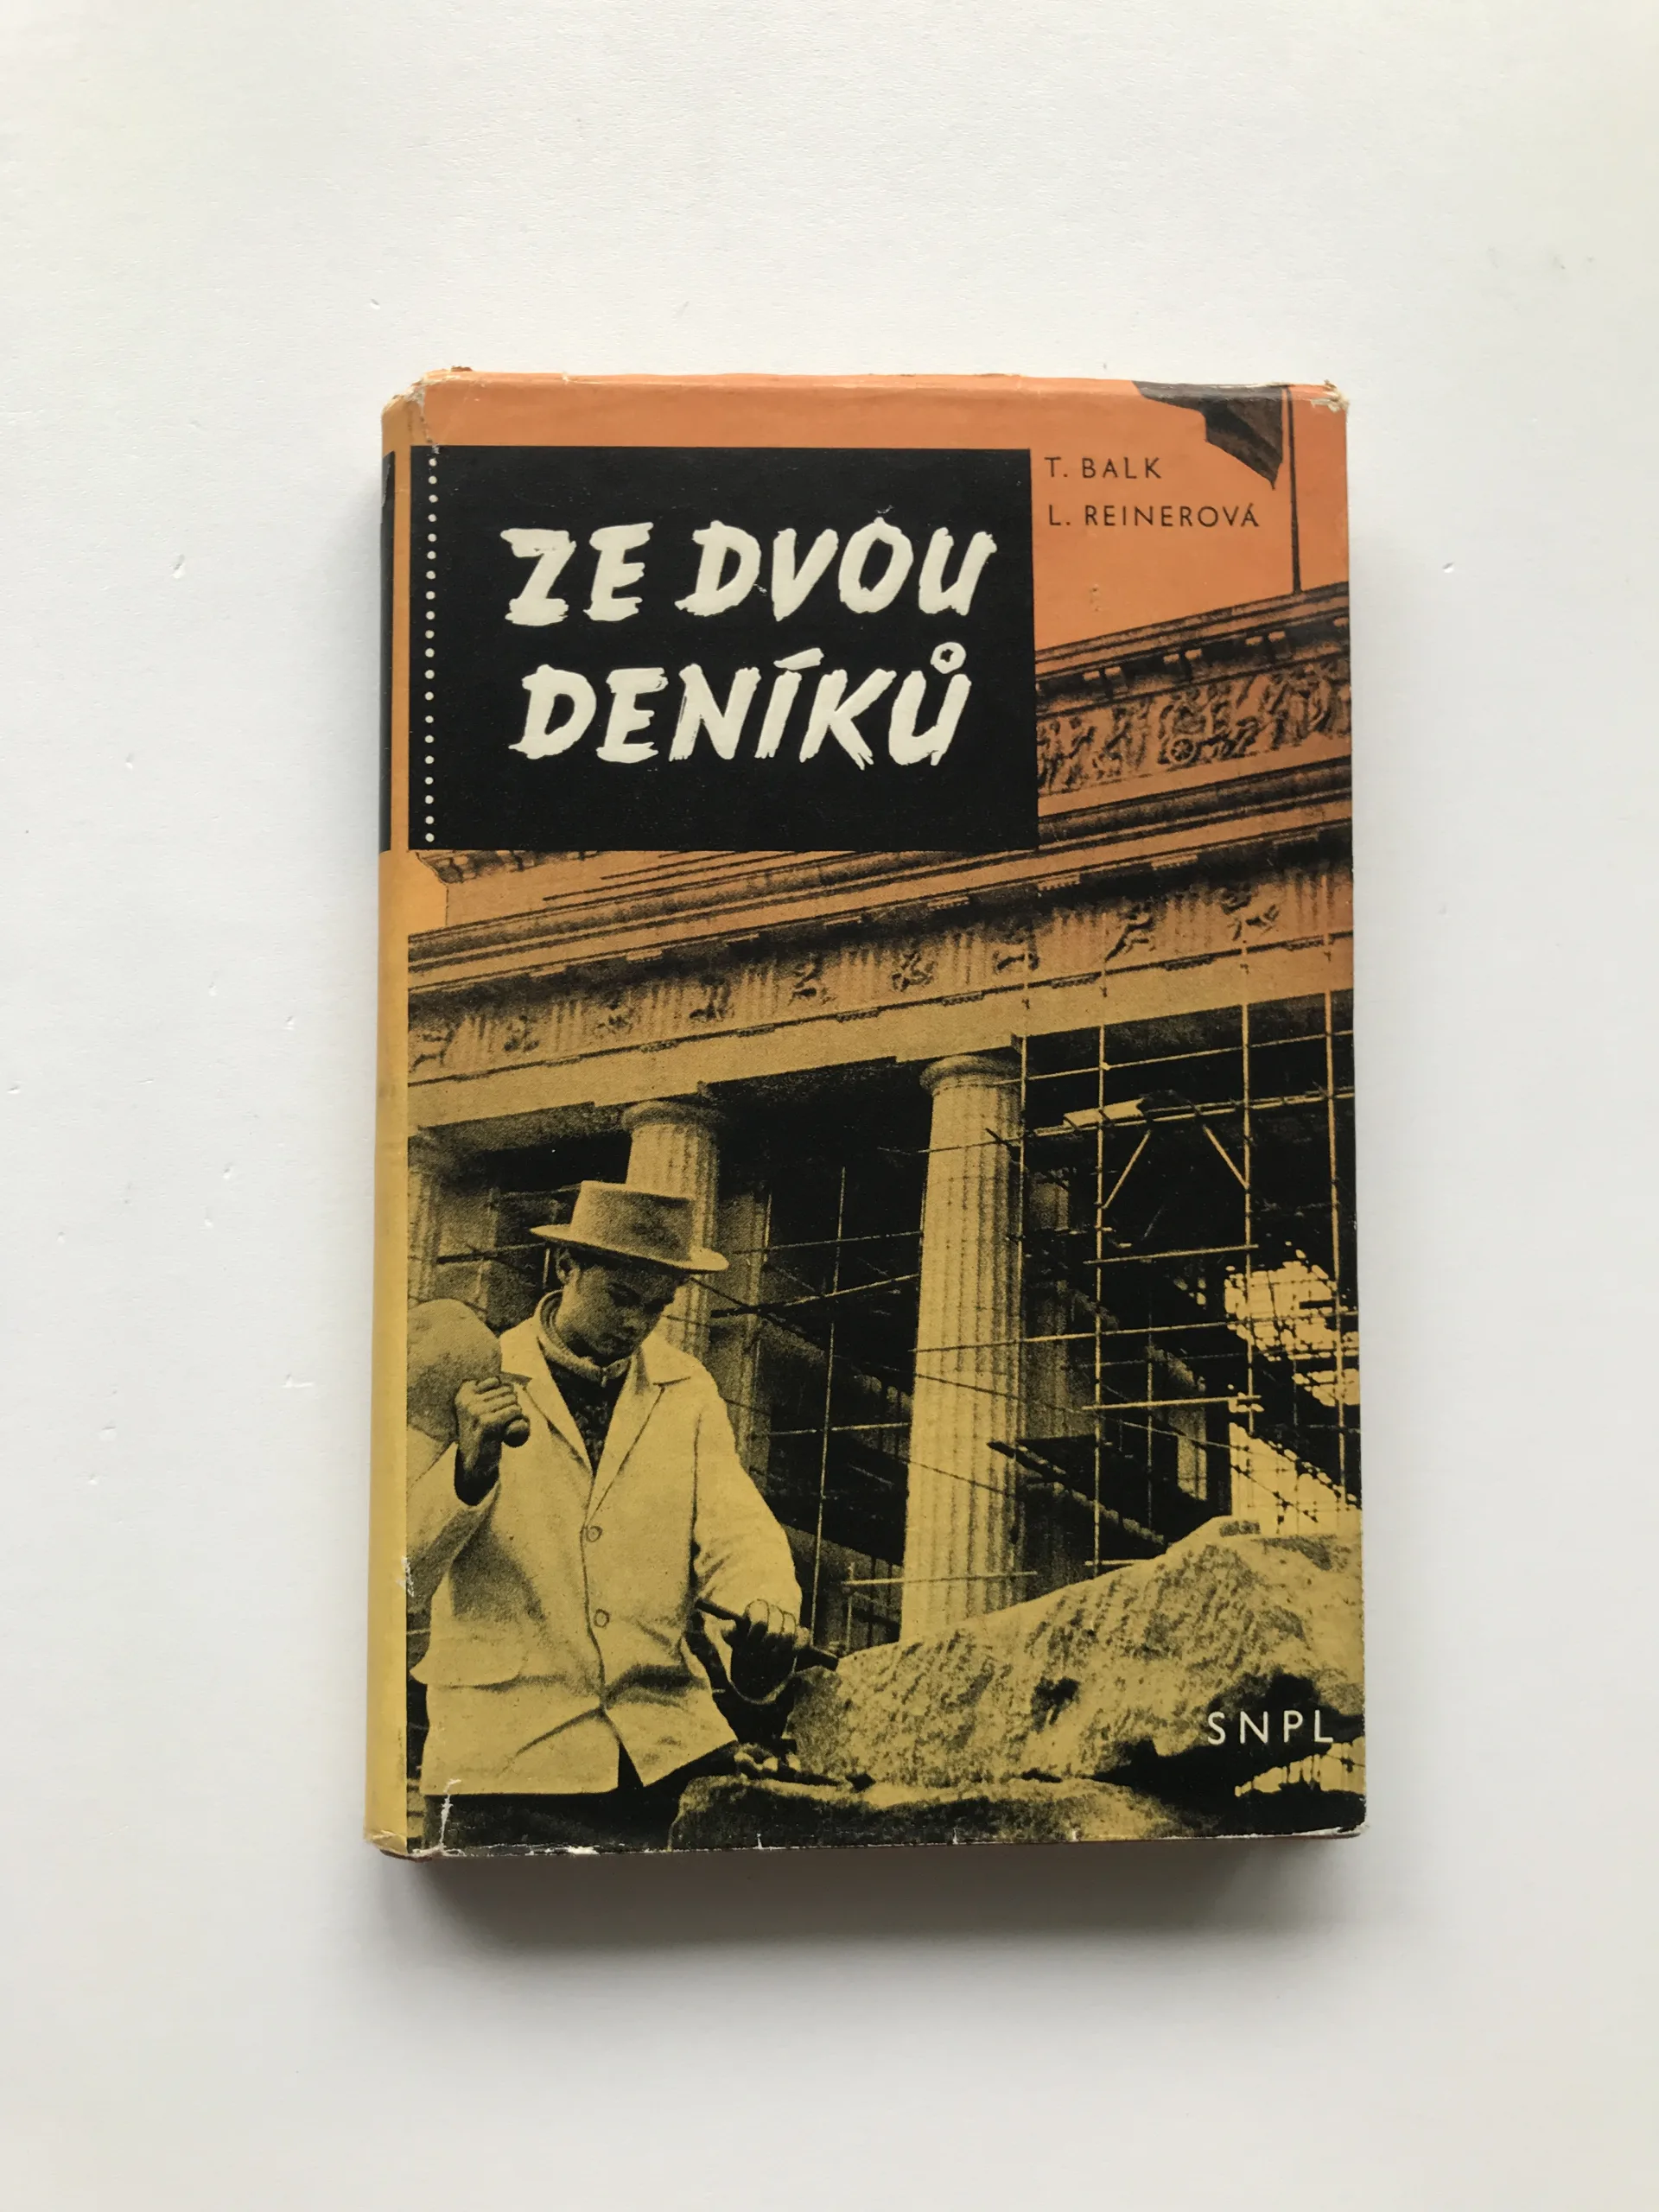 ZE DVOU
DENÍKŮ
T. BALK
L. REINEROVÁ
SNPL